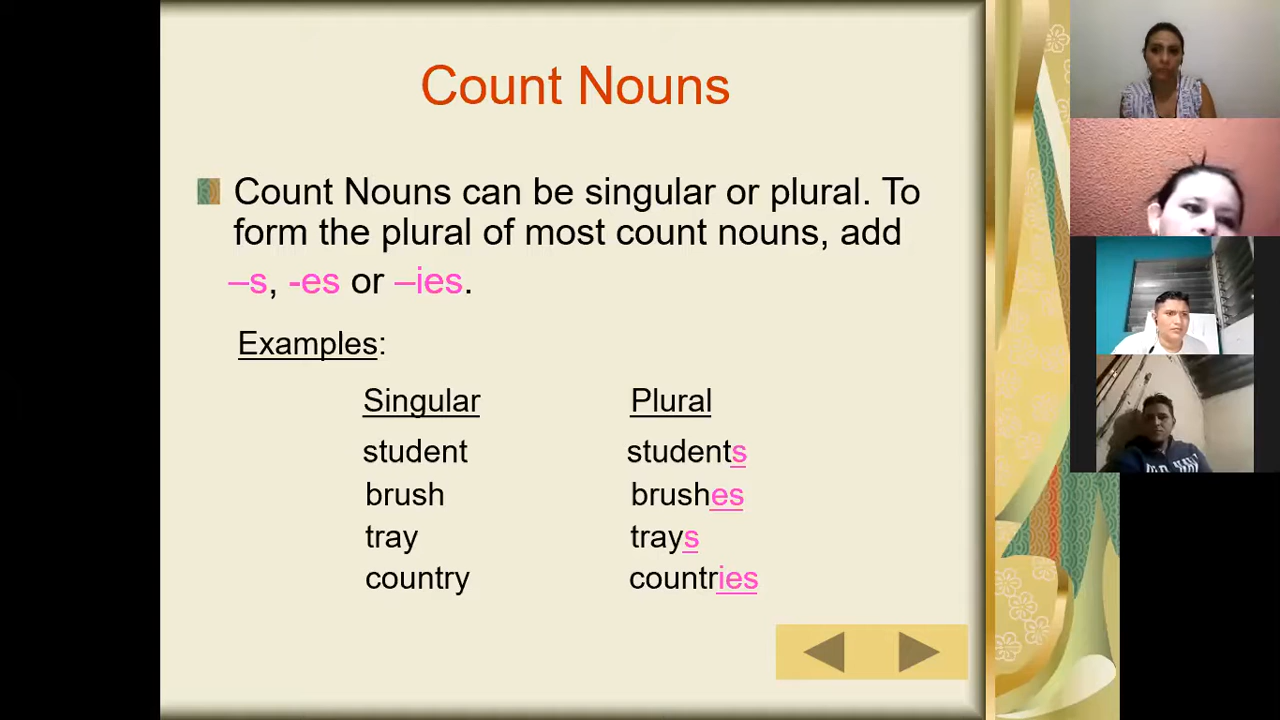 Count Nouns
Count Nouns can be singular or plural. To
form the plural of most count nouns, add
–s, -es or –ies.
Examples:
Singular Plural
student students
brush brushes
tray trays
country countries